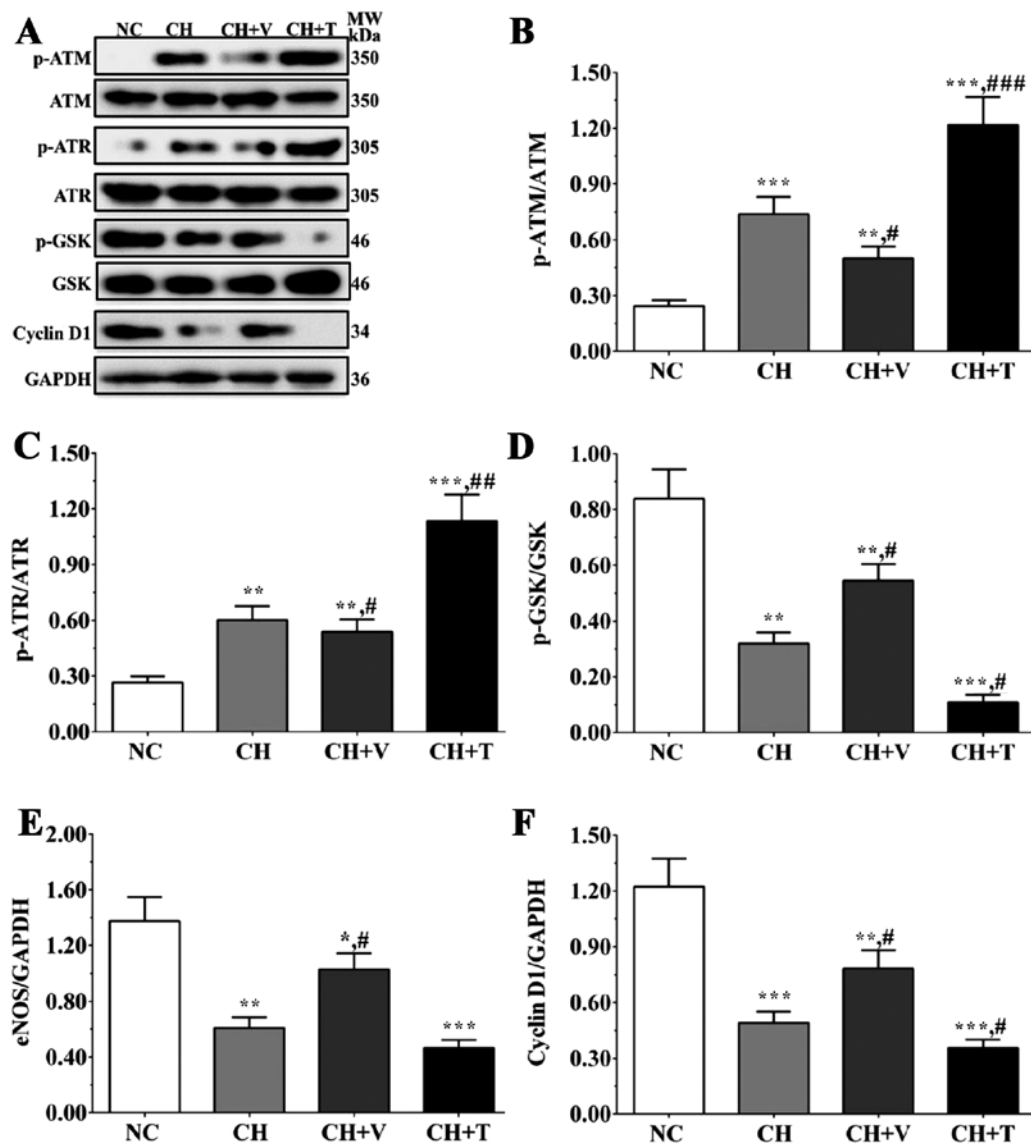 A
NC CH CH+V CH+T MW kDa
p-ATM 350
ATM 350
p-ATR 305
ATR 305
p-GSK 46
GSK 46
Cyclin D1 34
GAPDH 36
B
p-ATM/ATM
1.50
1.20
0.90
0.60
0.30
0.00
***
**,#
***,###
NC CH CH+V CH+T
C
p-ATR/ATR
1.50
1.20
0.90
0.60
0.30
0.00
**
**,#
***,##
NC CH CH+V CH+T
D
p-GSK/GSK
1.00
0.80
0.60
0.40
0.20
0.00
**
**,#
***,#
NC CH CH+V CH+T
E
eNOS/GAPDH
2.00
1.60
1.20
0.80
0.40
0.00
**
*,#
***
NC CH CH+V CH+T
F
Cyclin D1/GAPDH
1.50
1.20
0.90
0.60
0.30
0.00
***
**,#
***,#
NC CH CH+V CH+T